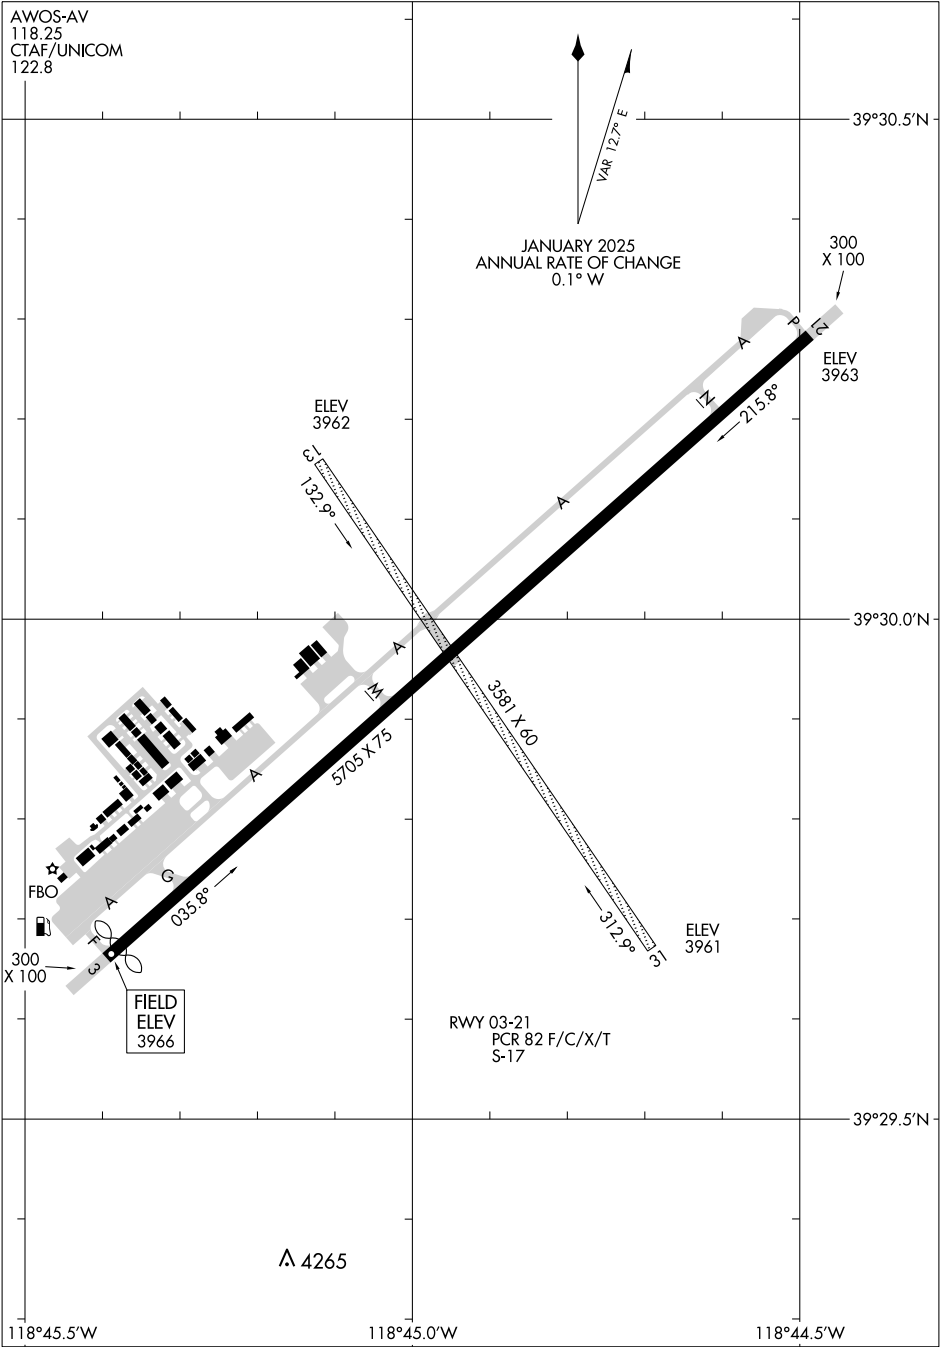 AWOS-AV
118.25
CTAF/UNICOM
122.8
VAR 12.7° E
39°30.5'N
JANUARY 2025
ANNUAL RATE OF CHANGE
0.1° W
300
X 100
P
21
A
ELEV
3963
N
215.8°
ELEV
3962
13
132.9°
A
39°30.0'N
A
M
3581 X 60
5705 X 75
A
G
035.8°
FBO
A
F
3
300
X 100
312.9°
31
ELEV
3961
FIELD
ELEV
3966
RWY 03-21
PCR 82 F/C/X/T
S-17
39°29.5'N
4265
118°45.5'W
118°45.0'W
118°44.5'W